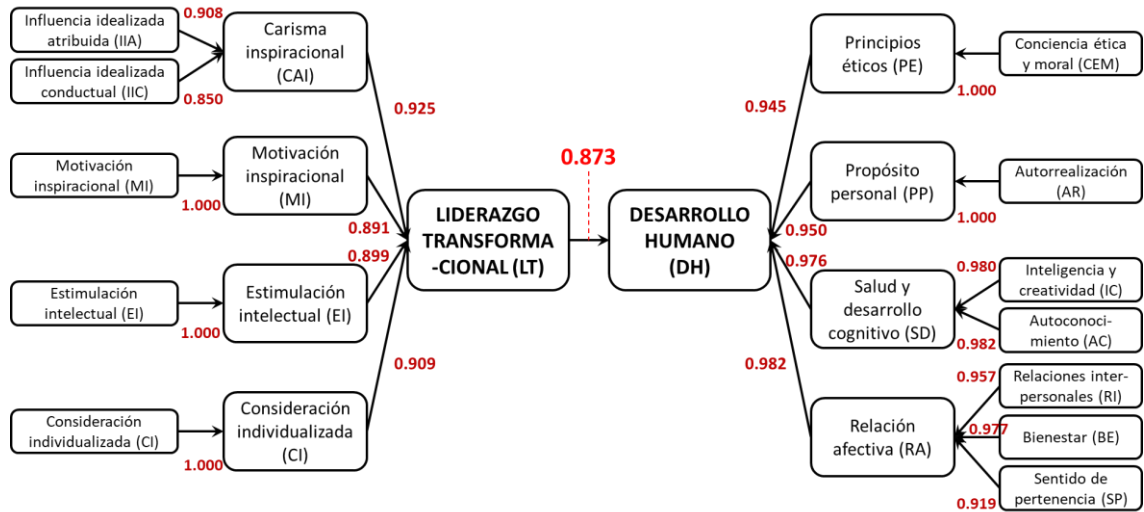 Influencia idealizada
atribuida (IIA)
0.908
Influencia idealizada
conductual (IIC)
0.850
Carisma
inspiracional
(CAI)
0.925
Motivación
inspiracional (MI)
1.000
Motivación
inspiracional
(MI)
0.891
Estimulación
intelectual (EI)
1.000
Estimulación
intelectual (EI)
0.899
Consideración
individualizada (CI)
1.000
Consideración
individualizada
(CI)
0.909
LIDERAZGO
TRANSFORMA
-CIONAL (LT)
0.873
DESARROLLO
HUMANO
(DH)
0.945
Principios
éticos (PE)
1.000
Conciencia ética
y moral (CEM)
0.950
Propósito
personal (PP)
1.000
Autorrealización
(AR)
0.976
Salud y
desarrollo
cognitivo (SD)
0.980
Inteligencia y
creatividad (IC)
0.982
Autoconoci-
miento (AC)
0.982
Relación
afectiva (RA)
0.957
Relaciones inter-
personales (RI)
0.977
Bienestar (BE)
0.919
Sentido de
pertenencia (SP)